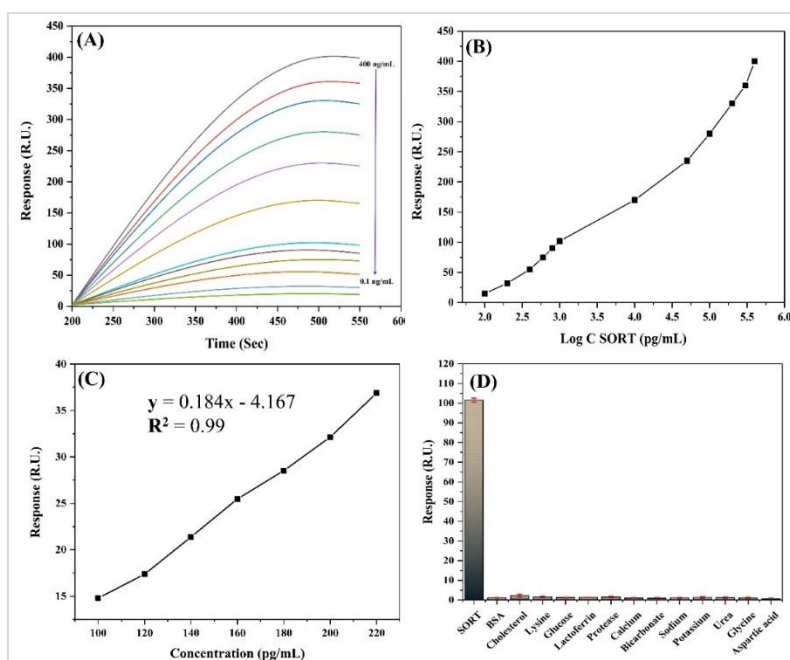 (A)
450
400
350
300
250
200
150
100
50
0
Response (R.U.)
400 ng/mL
0.1 ng/mL
200 250 300 350 400 450 500 550 600
Time (Sec)
(B)
450
400
350
300
250
200
150
100
50
0
Response (R.U.)
2.0 2.5 3.0 3.5 4.0 4.5 5.0 5.5 6.0
Log C SORT (pg/mL)
(C)
y = 0.184x - 4.167
R² = 0.99
40
35
30
25
20
15
Response (R.U.)
100 120 140 160 180 200 220
Concentration (pg/mL)
(D)
120
110
100
90
80
70
60
50
40
30
20
10
0
Response (R.U.)
SORT
BSA
Cholesterol
Lysine
Glucose
Lactoferrin
Protease
Calcium
Bicarbonate
Sodium
Potassium
Urea
Glycine
Aspartic acid